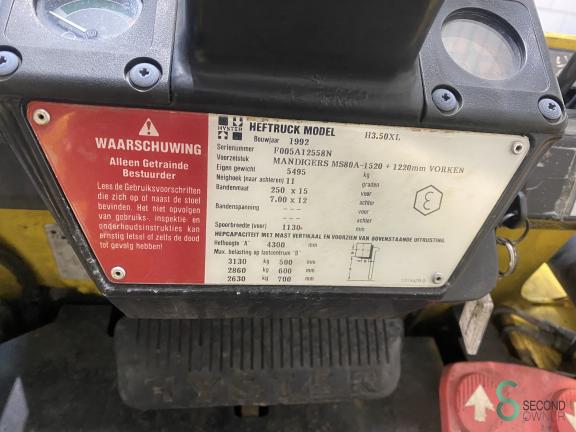 WAARSCHUWING
Alleen Getrainde
Bestuurder
Lees de Gebruiksvoorschriften
die zich op of naast de stoel
bevinden. Het niet opvolgen
van gebruiks-. inspektie- en
onderhoudsinstrukties kan
ernstig letsel of zelfs de dood
tot gevolg hebben!
HYSTER
HEFTRUCK MODEL H3.50XL
Bouwjaar 1992
Serienummer F005A12558N
Voorzetstuk MANDIGERS MS80A-1520 + 1220mm VORKEN
Eigen gewicht 5495 kg
Neighoek (naar achteren) 11 graden
Bandenmaat 250 x 15 voor
7.00 x 12 achter
Bandenspanning --- voor
--- achter
Spoorbreedte (voor) 1130 mm
HEFCAPACITEIT MET MAST VERTIKAAL EN VOORZIEN VAN BOVENSTAANDE UITRUSTING.
Hefhoogte "A" 4300 mm
Max. belasting op lastcentrum "B"
3130 kg 500 mm
2860 kg 600 mm
2630 kg 700 mm
HYSTER
SECOND
OWNER